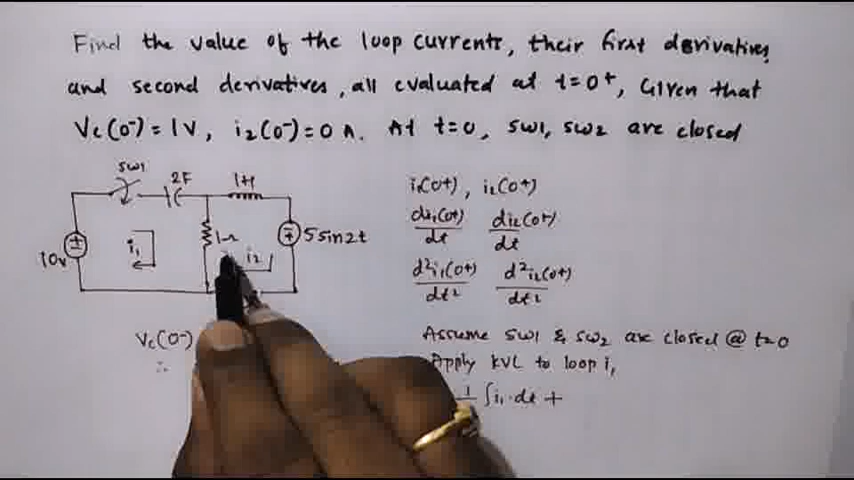 Find the value of the loop currents, their first derivatives,
and second derivatives, all evaluated at t=0+, Given that
Vc(0-)=1V, i2(0-)=0 A. At t=0, SW1, SW2 are closed
SW1
2F
1H
10V
i1
1Ω
i2
5 sin2t
i1(0+), i2(0+)
di1(0+)/dt di2(0+)/dt
d²i1(0+)/dt² d²i2(0+)/dt²
Vc(0-)
∴
Assume SW1 & SW2 are closed @ t=0
Apply KVL to loop i1
∫i1.dt +